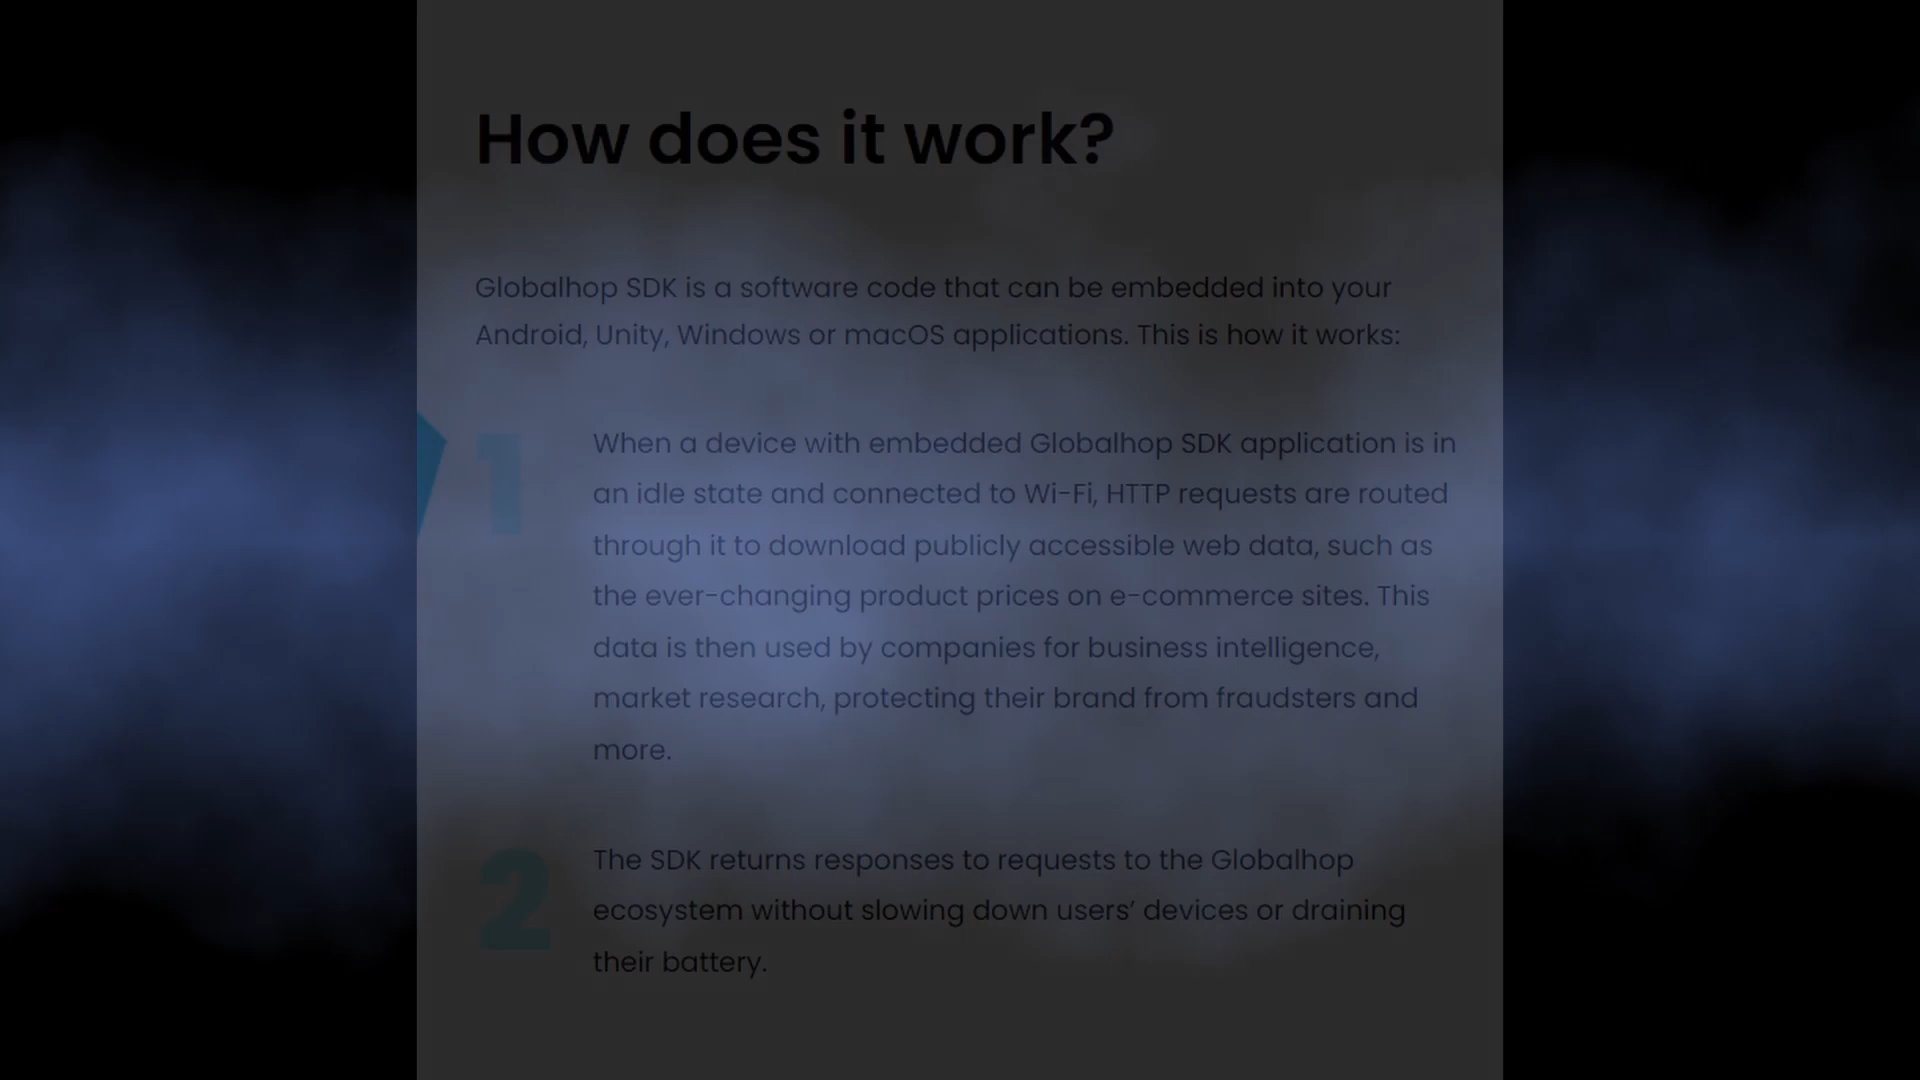 How does it work?
Globalhop SDK is a software code that can be embedded into your
Android, Unity, Windows or macOS applications. This is how it works:
1
When a device with embedded Globalhop SDK application is in
an idle state and connected to Wi-Fi, HTTP requests are routed
through it to download publicly accessible web data, such as
the ever-changing product prices on e-commerce sites. This
data is then used by companies for business intelligence,
market research, protecting their brand from fraudsters and
more.
2
The SDK returns responses to requests to the Globalhop
ecosystem without slowing down users’ devices or draining
their battery.